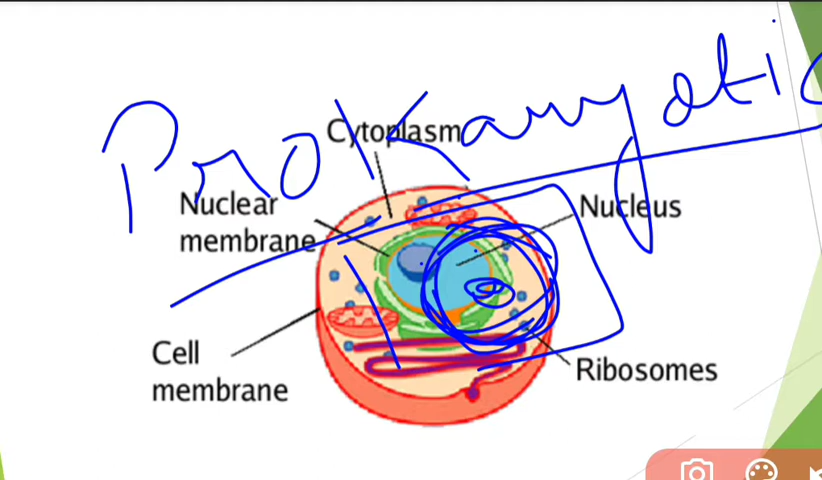 Prokaryotic
Cytoplasm
Nuclear
membrane
Nucleus
Cell
membrane
Ribosomes